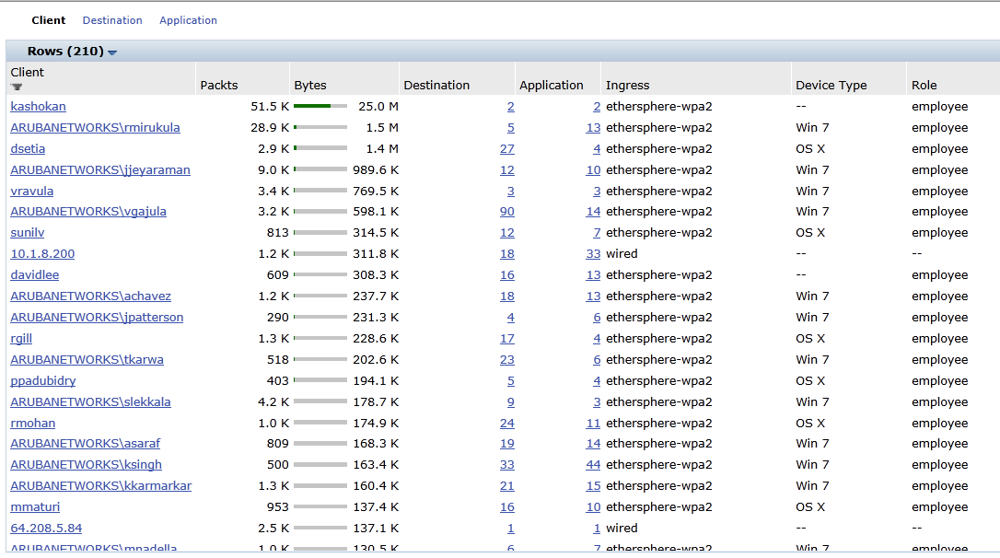 Client Destination Application
Rows (210)
Client Packts Bytes Destination Application Ingress Device Type Role
kashokan 51.5 K 25.0 M 2 2 ethersphere-wpa2 -- employee
ARUBANETWORKS\rmirukula 28.9 K 1.5 M 5 13 ethersphere-wpa2 Win 7 employee
dsetia 2.9 K 1.4 M 27 4 ethersphere-wpa2 OS X employee
ARUBANETWORKS\jjeyaraman 9.0 K 989.6 K 12 10 ethersphere-wpa2 Win 7 employee
vravula 3.4 K 769.5 K 3 3 ethersphere-wpa2 Win 7 employee
ARUBANETWORKS\vgajula 3.2 K 598.1 K 90 14 ethersphere-wpa2 Win 7 employee
sunilv 813 314.5 K 12 7 ethersphere-wpa2 OS X employee
10.1.8.200 1.2 K 311.8 K 18 33 wired -- --
davidlee 609 308.3 K 16 13 ethersphere-wpa2 -- employee
ARUBANETWORKS\achavez 1.2 K 237.7 K 18 13 ethersphere-wpa2 Win 7 employee
ARUBANETWORKS\jpatterson 290 231.3 K 4 6 ethersphere-wpa2 Win 7 employee
rgill 1.3 K 228.6 K 17 4 ethersphere-wpa2 OS X employee
ARUBANETWORKS\tkarwa 518 202.6 K 23 6 ethersphere-wpa2 Win 7 employee
ppadubidry 403 194.1 K 5 4 ethersphere-wpa2 OS X employee
ARUBANETWORKS\slekkala 4.2 K 178.7 K 9 3 ethersphere-wpa2 Win 7 employee
rmohan 1.0 K 174.9 K 24 11 ethersphere-wpa2 OS X employee
ARUBANETWORKS\asaraf 809 168.3 K 19 14 ethersphere-wpa2 Win 7 employee
ARUBANETWORKS\ksingh 500 163.4 K 33 44 ethersphere-wpa2 Win 7 employee
ARUBANETWORKS\kkarmarkar 1.3 K 160.4 K 21 15 ethersphere-wpa2 Win 7 employee
mmaturi 953 137.4 K 16 10 ethersphere-wpa2 OS X employee
64.208.5.84 2.5 K 137.1 K 1 1 wired -- --
ARUBANETWORKS\mnadella 1.0 K 130.5 K 6 7 ethersphere-wpa2 Win 7 employee